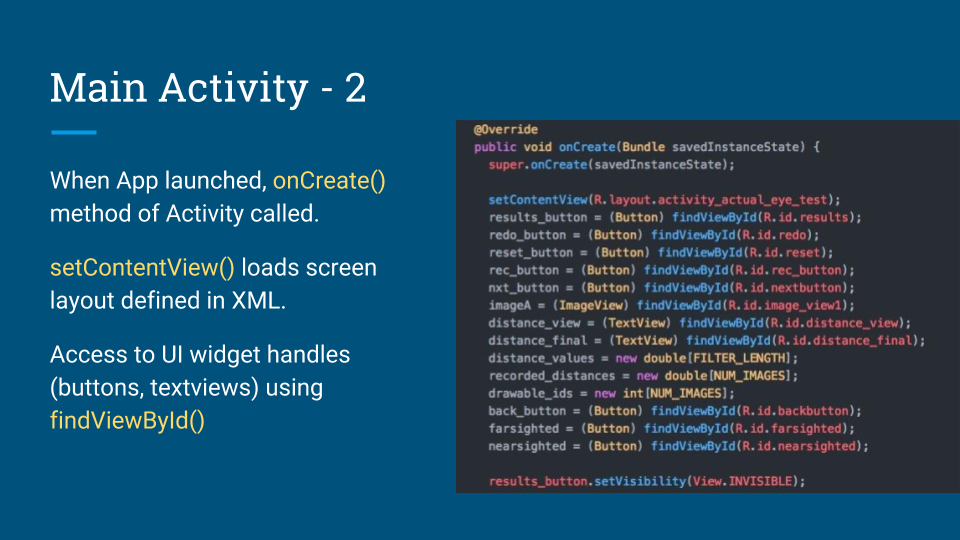 Main Activity - 2
When App launched, onCreate()
method of Activity called.
setContentView() loads screen
layout defined in XML.
Access to UI widget handles
(buttons, textviews) using
findViewById()
@Override
public void onCreate(Bundle savedInstanceState) {
super.onCreate(savedInstanceState);
setContentView(R.layout.activity_actual_eye_test);
results_button = (Button) findViewById(R.id.results);
redo_button = (Button) findViewById(R.id.redo);
reset_button = (Button) findViewById(R.id.reset);
rec_button = (Button) findViewById(R.id.rec_button);
nxt_button = (Button) findViewById(R.id.nextbutton);
imageA = (ImageView) findViewById(R.id.image_view1);
distance_view = (TextView) findViewById(R.id.distance_view);
distance_final = (TextView) findViewById(R.id.distance_final);
distance_values = new double[FILTER_LENGTH];
recorded_distances = new double[NUM_IMAGES];
drawable_ids = new int[NUM_IMAGES];
back_button = (Button) findViewById(R.id.backbutton);
farsighted = (Button) findViewById(R.id.farsighted);
nearsighted = (Button) findViewById(R.id.nearsighted);
results_button.setVisibility(View.INVISIBLE);